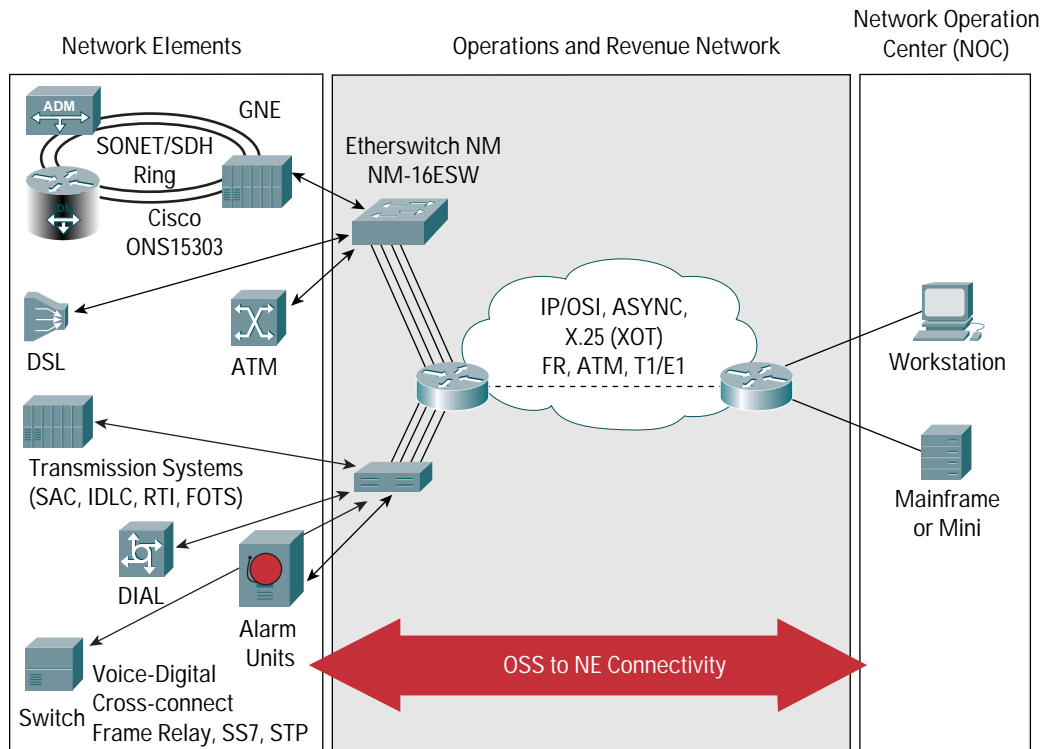 Network Elements
Operations and Revenue Network
Network Operation
Center (NOC)
ADM
GNE
SONET/SDH
Ring
Cisco
ONS15303
Etherswitch NM
NM-16ESW
DSL
ATM
IP/OSI, ASYNC,
X.25 (XOT)
FR, ATM, T1/E1
Workstation
Mainframe
or Mini
Transmission Systems
(SAC, IDLC, RTI, FOTS)
DIAL
Alarm
Units
Switch
Voice-Digital
Cross-connect
Frame Relay, SS7, STP
OSS to NE Connectivity